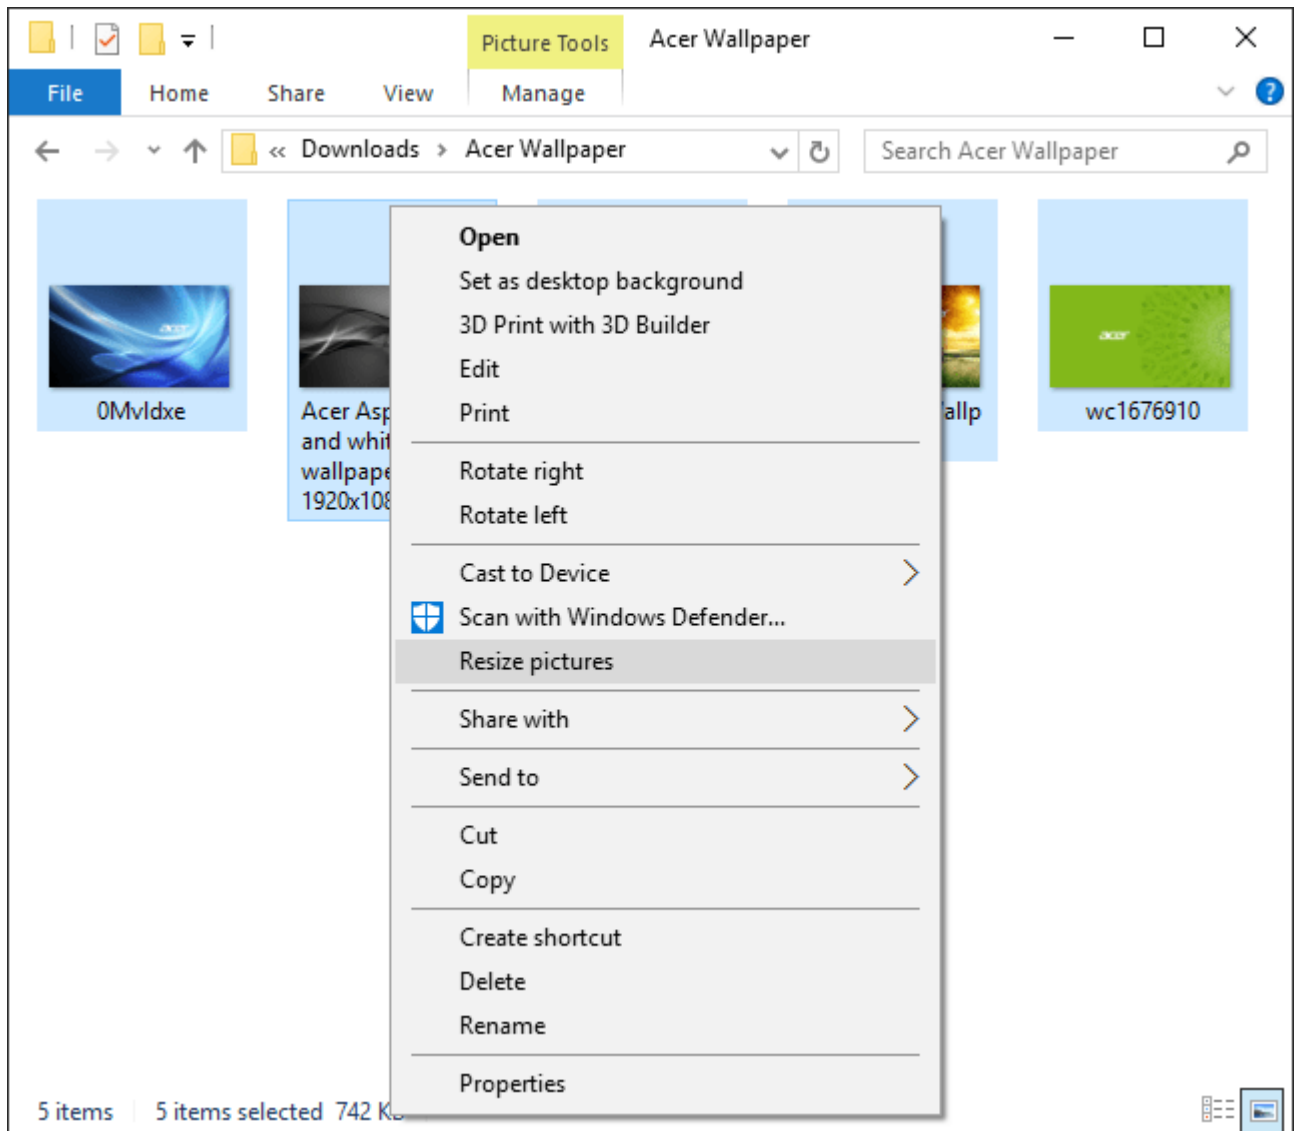 Picture Tools
Acer Wallpaper
File Home Share View Manage
« Downloads > Acer Wallpaper
Search Acer Wallpaper
acer
acer
0Mvldxe
Acer Asp
and whit
wallpape
1920x108
allp
wc1676910
Open
Set as desktop background
3D Print with 3D Builder
Edit
Print
Rotate right
Rotate left
Cast to Device
Scan with Windows Defender...
Resize pictures
Share with
Send to
Cut
Copy
Create shortcut
Delete
Rename
Properties
5 items 5 items selected 742 K